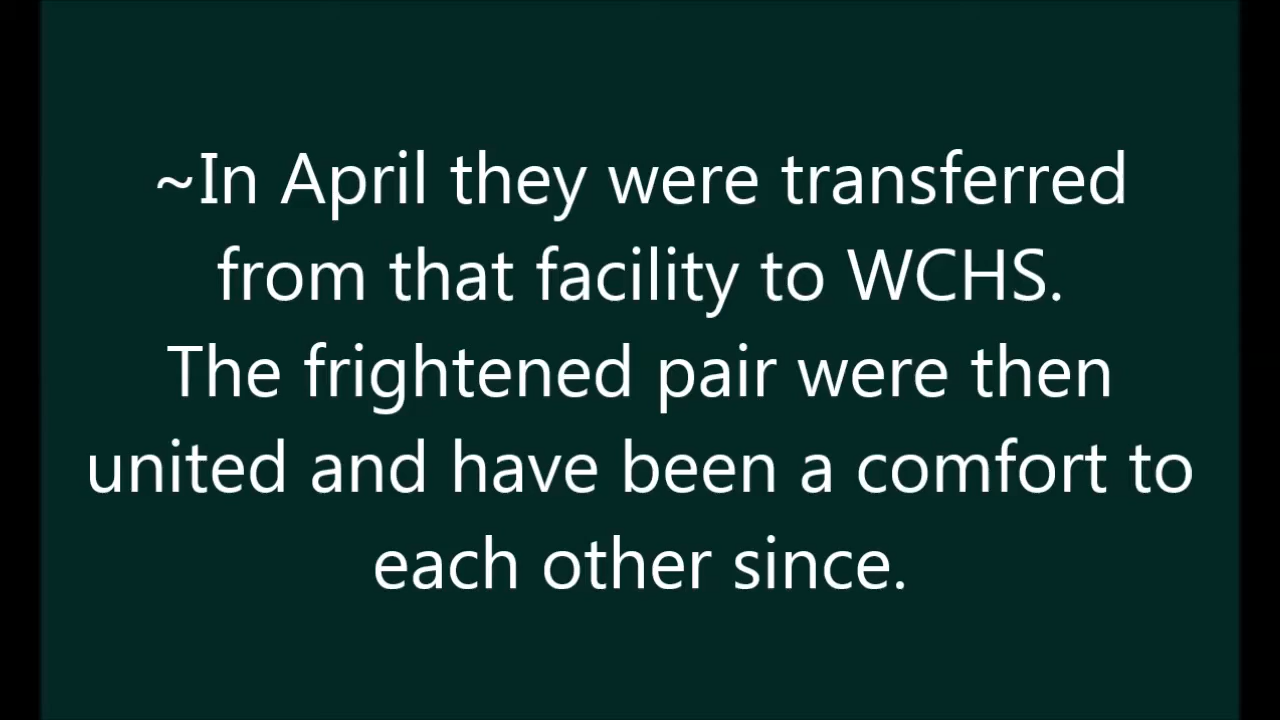 ~In April they were transferred
from that facility to WCHS.
The frightened pair were then
united and have been a comfort to
each other since.